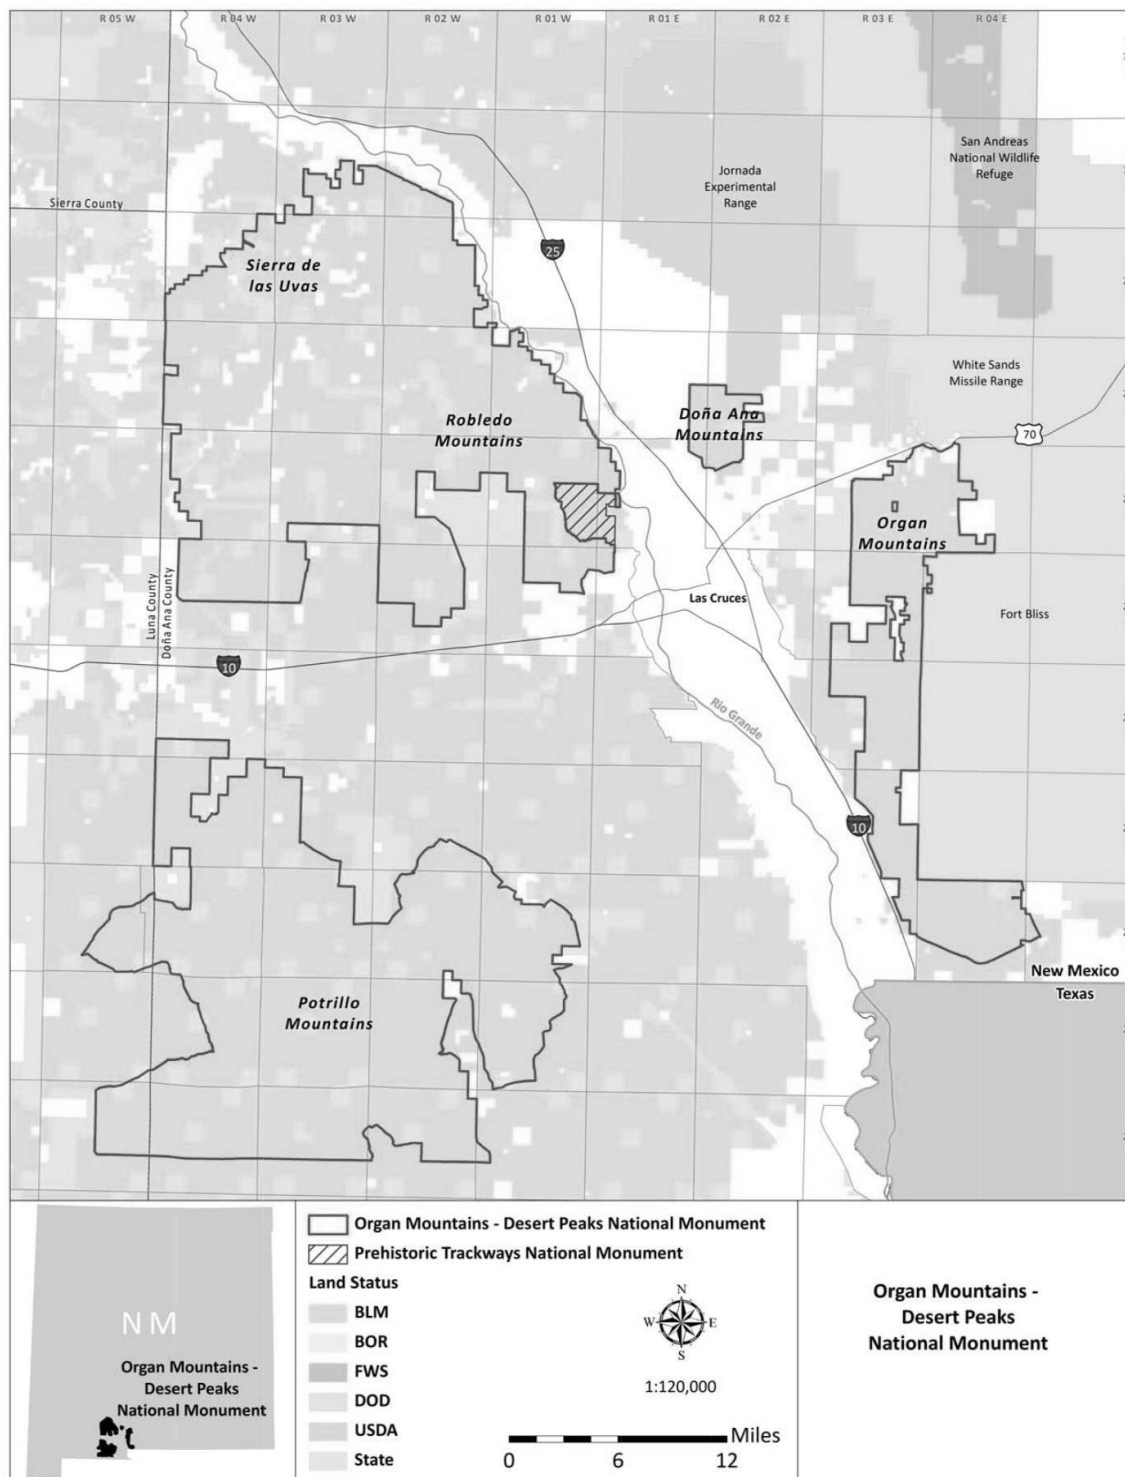 R 05 W
R 04 W
R 03 W
R 02 W
R 01 W
R 01 E
R 02 E
R 03 E
R 04 E
San Andreas
National Wildlife
Refuge
Jornada
Experimental
Range
Sierra County
25
Sierra de
las Uvas
White Sands
Missile Range
Robledo
Mountains
Doña Ana
Mountains
70
Organ
Mountains
Luna County
Doña Ana County
Las Cruces
Fort Bliss
10
Rio Grande
10
New Mexico
Texas
Potrillo
Mountains
NM
Organ Mountains -
Desert Peaks
National Monument
Organ Mountains - Desert Peaks National Monument
Prehistoric Trackways National Monument
Land Status
BLM
BOR
FWS
DOD
USDA
State
N
W E
S
1:120,000
Miles
0 6 12
Organ Mountains -
Desert Peaks
National Monument